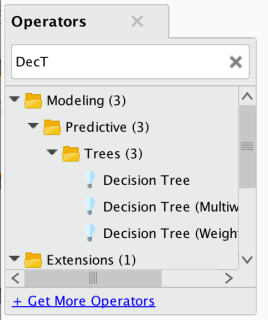 Operators
DecT
Modeling (3)
Predictive (3)
Trees (3)
Decision Tree
Decision Tree (Multiw
Decision Tree (Weigh
Extensions (1)
+ Get More Operators